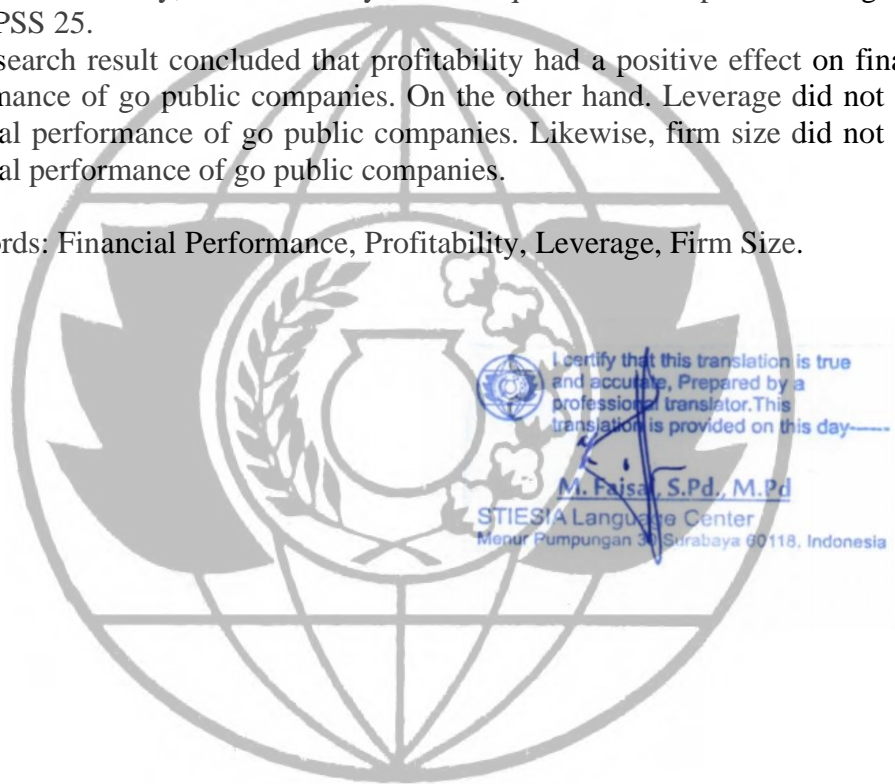 PSS 25.
search result concluded that profitability had a positive effect on fina
mance of go public companies. On the other hand. Leverage did not
al performance of go public companies. Likewise, firm size did not
al performance of go public companies.
rds: Financial Performance, Profitability, Leverage, Firm Size.
I certify that this translation is true
and accurate, Prepared by a
professional translator.This
translation is provided on this day------
M. Faisal, S.Pd., M.Pd
STIESIA Language Center
Menur Pumpungan 30 Surabaya 60118, Indonesia